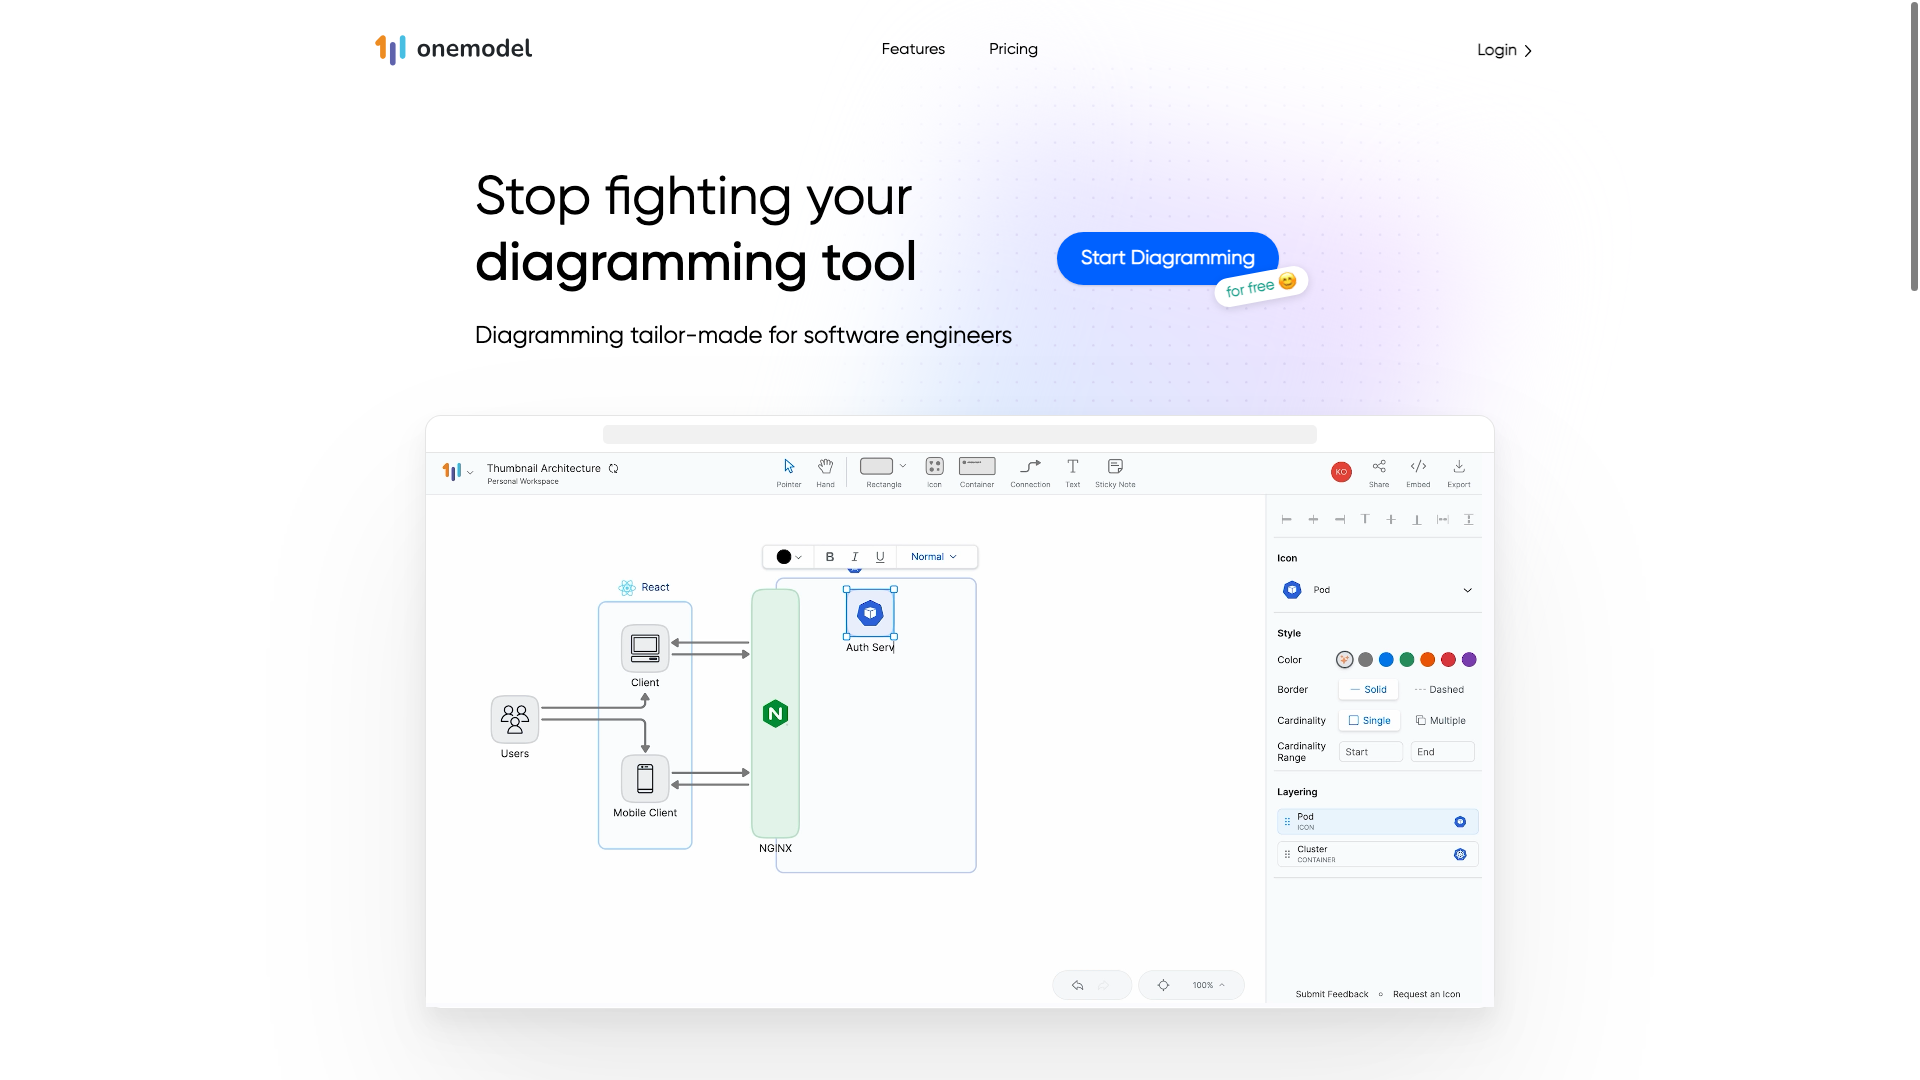 onemodel
Features
Pricing
Login
Stop fighting your
diagramming tool
Start Diagramming
for free
Diagramming tailor-made for software engineers
Thumbnail Architecture
Personal Workspace
Pointer
Hand
Rectangle
Icon
Container
Connection
Text
Sticky Note
KO
Share
Embed
Export
B I U Normal
Icon
Pod
React
Auth Serv
Style
Color
Client
Border
Solid
Dashed
Cardinality
Single
Multiple
Cardinality
Range
Start
End
Users
N
Layering
Mobile Client
Pod
ICON
NGINX
Cluster
CONTAINER
100%
Submit Feedback
Request an Icon